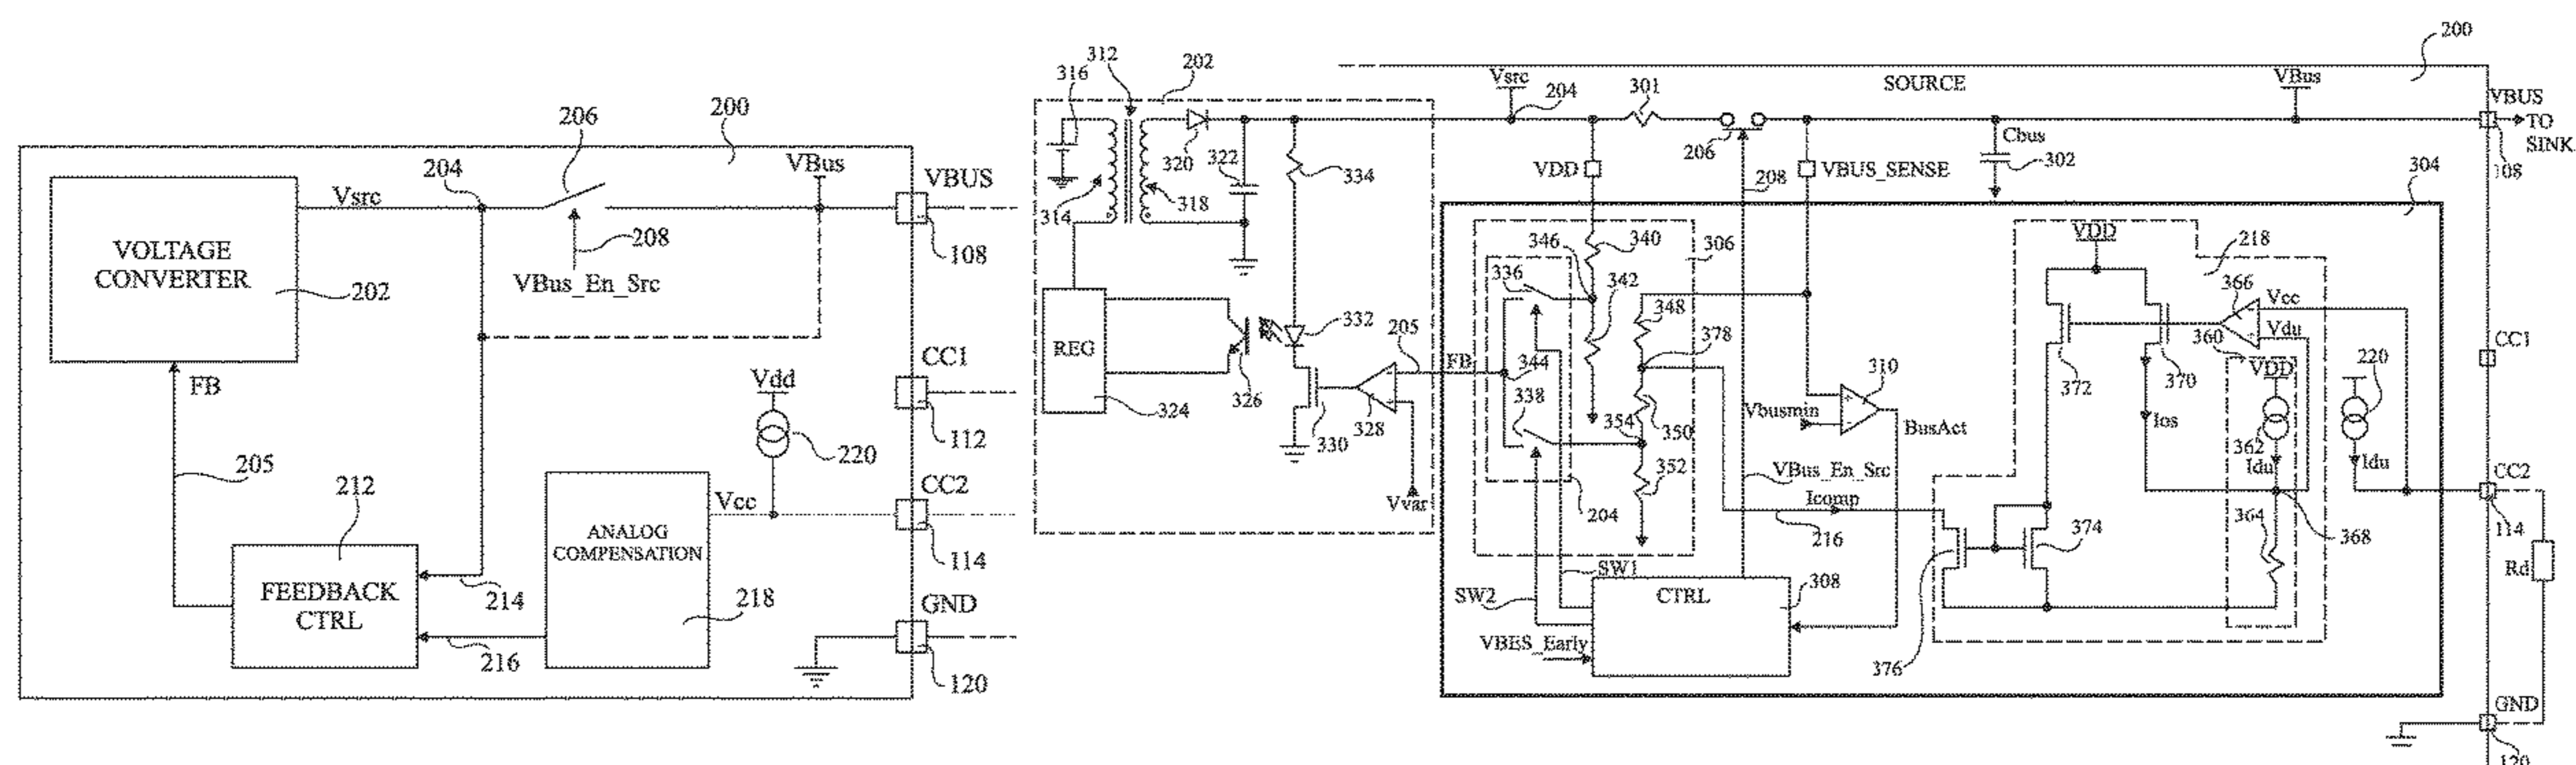 200
206
204
Vsrc
VBus
VBUS
VOLTAGE
CONVERTER
208
VBus_En_Src
108
202
CC1
FB
Vdd
112
220
205
212
CC2
Vcc
ANALOG
COMPENSATION
114
FEEDBACK
CTRL
214
218
GND
216
120
200
312
316
202
Vsrc
204
301
SOURCE
VBus
VBUS
TO
SINK
108
320
322
334
VDD
206
208
VBUS_SENSE
Cbus
302
304
314
318
346
340
306
VDD
218
336
342
348
366
Vcc
Vdu
360
VDD
220
CC1
REG
332
205
FB
344
378
310
372
370
324
326
338
Vbusmin
BusAct
Ios
362
Idu
Idu
330
328
354
350
352
VBus_En_Src
CC2
Vvar
204
Icomp
216
364
368
114
374
SW1
308
Rd
SW2
CTRL
VBES_Early
376
GND
120